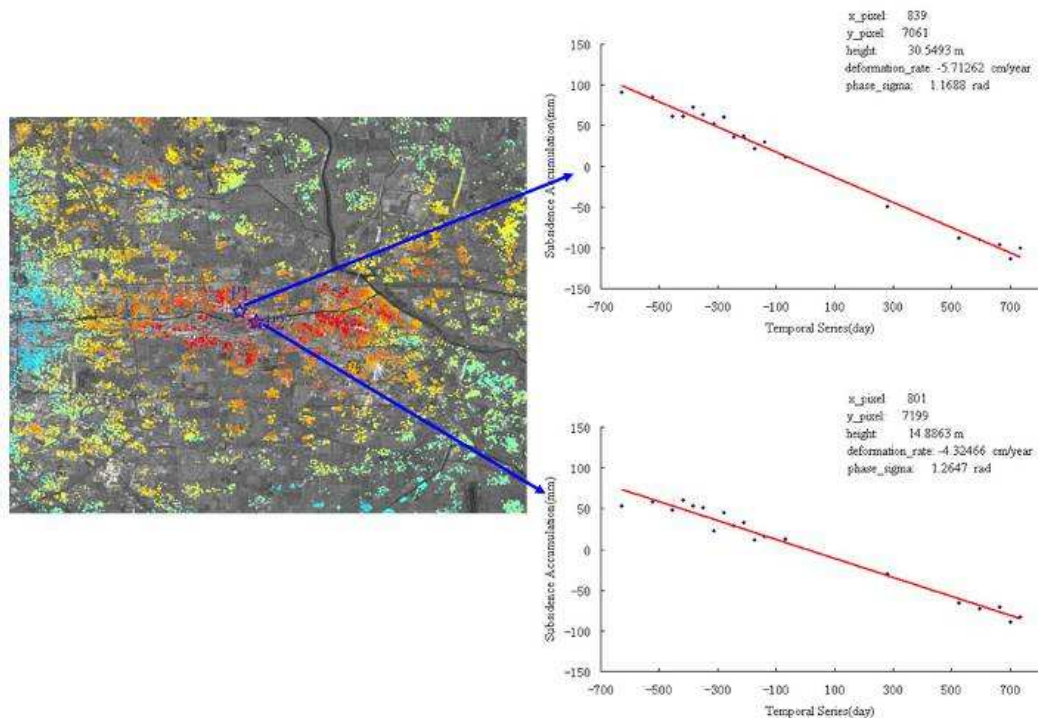 x_pixel: 839
y_pixel: 7061
height: 30.5493 m
deformation_rate: -5.71262 cm/year
phase_sigma: 1.1688 rad
Subsidence Accumulation(mm)
150
100
50
0
-50
-100
-150
-700 -500 -300 -100 100 300 500 700
Temporal Series(day)
x_pixel: 801
y_pixel: 7199
height: 14.8863 m
deformation_rate: -4.32466 cm/year
phase_sigma: 1.2647 rad
Subsidence Accumulation(mm)
150
100
50
0
-50
-100
-150
-700 -500 -300 -100 100 300 500 700
Temporal Series(day)